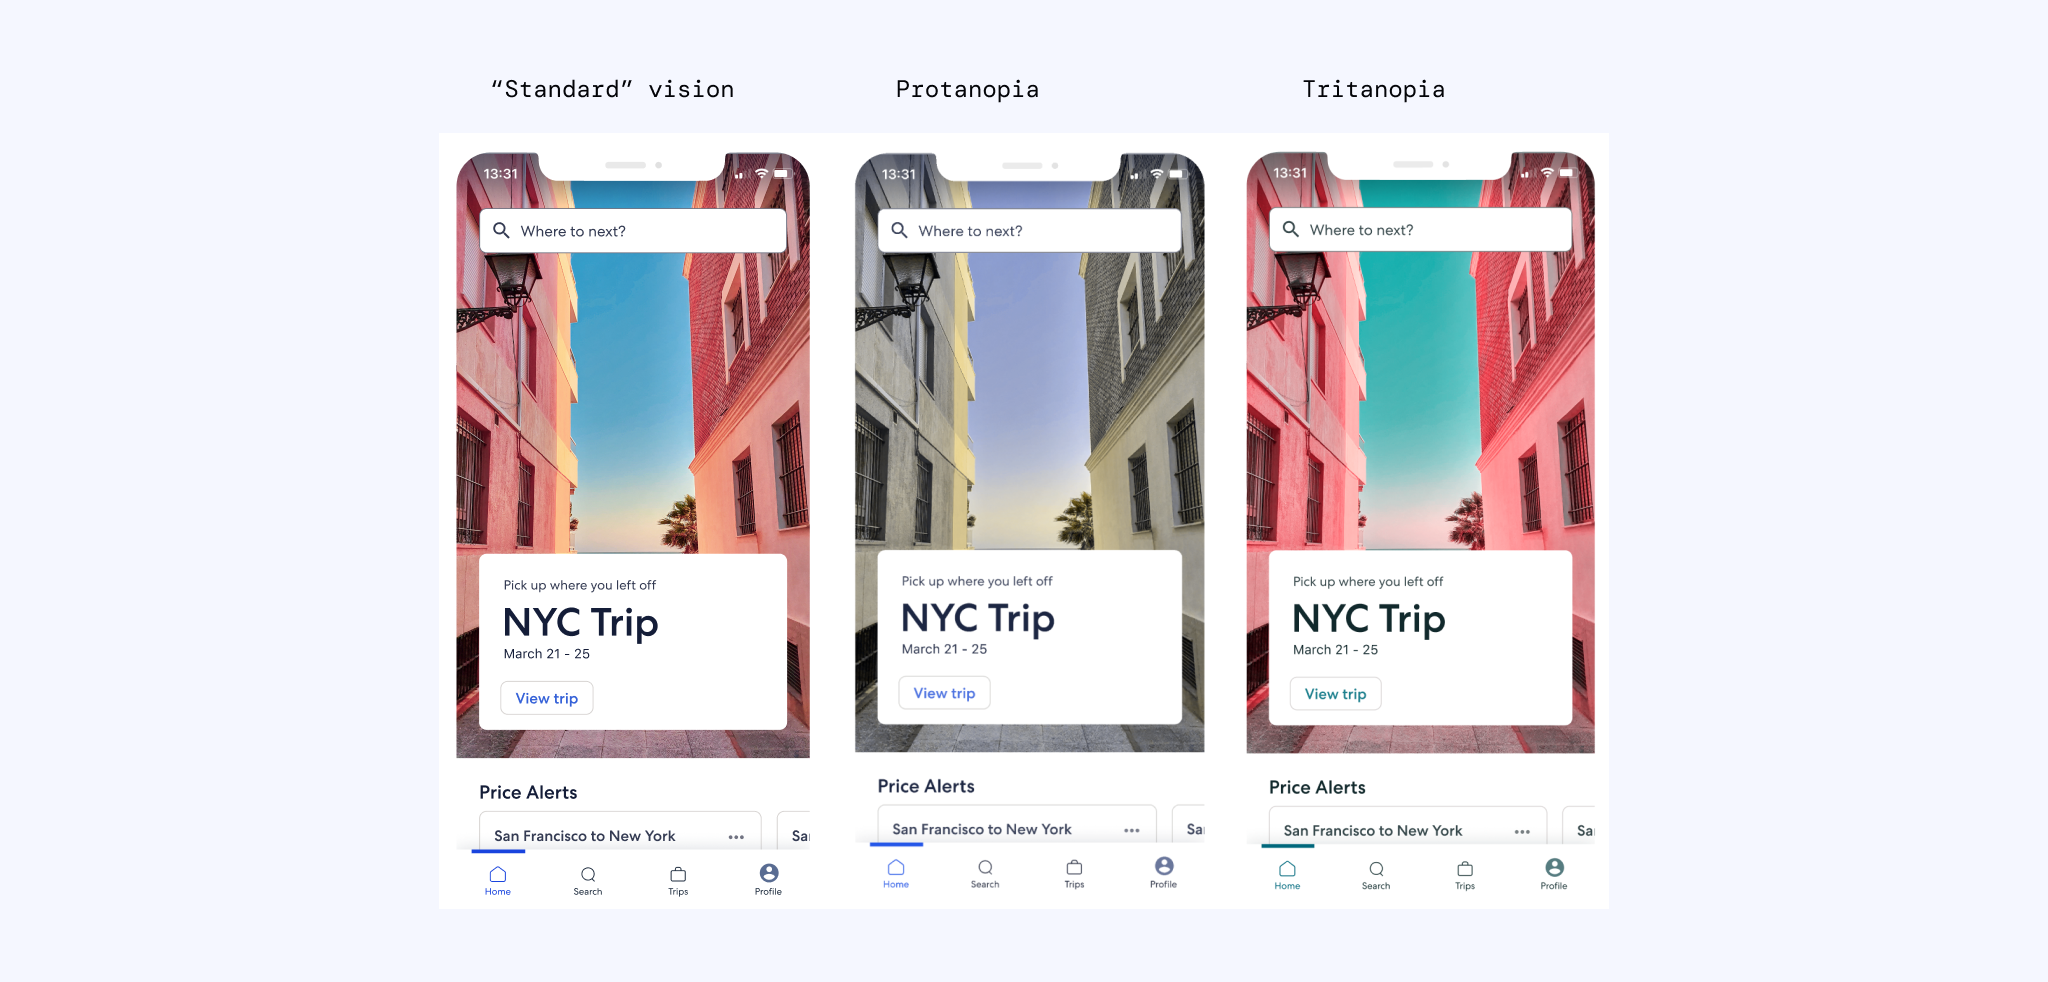 “Standard” vision
Protanopia
Tritanopia
13:31
Where to next?
Pick up where you left off
NYC Trip
March 21 - 25
View trip
Price Alerts
San Francisco to New York
Sa
Home
Search
Trips
Profile
13:31
Where to next?
Pick up where you left off
NYC Trip
March 21 - 25
View trip
Price Alerts
San Francisco to New York
Sa
Home
Search
Trips
Profile
13:31
Where to next?
Pick up where you left off
NYC Trip
March 21 - 25
View trip
Price Alerts
San Francisco to New York
Sa
Home
Search
Trips
Profile